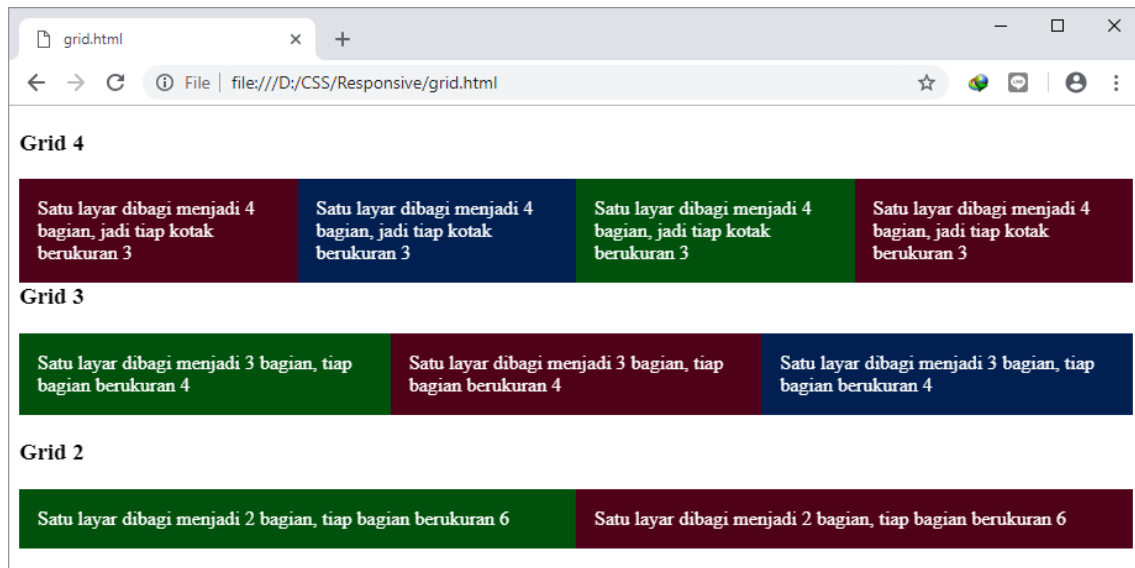 grid.html
File file:///D:/CSS/Responsive/grid.html
Grid 4
Satu layar dibagi menjadi 4
bagian, jadi tiap kotak
berukuran 3
Satu layar dibagi menjadi 4
bagian, jadi tiap kotak
berukuran 3
Satu layar dibagi menjadi 4
bagian, jadi tiap kotak
berukuran 3
Satu layar dibagi menjadi 4
bagian, jadi tiap kotak
berukuran 3
Grid 3
Satu layar dibagi menjadi 3 bagian, tiap
bagian berukuran 4
Satu layar dibagi menjadi 3 bagian, tiap
bagian berukuran 4
Satu layar dibagi menjadi 3 bagian, tiap
bagian berukuran 4
Grid 2
Satu layar dibagi menjadi 2 bagian, tiap bagian berukuran 6
Satu layar dibagi menjadi 2 bagian, tiap bagian berukuran 6